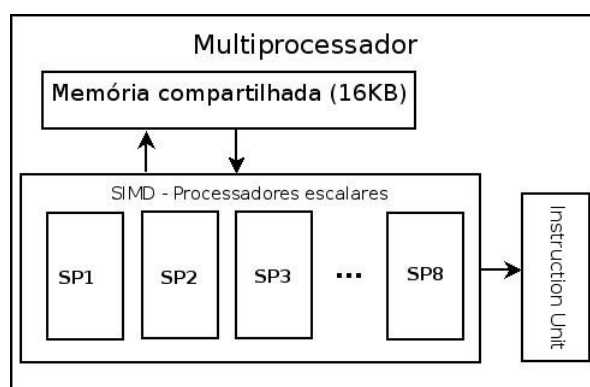 Multiprocessador
Memória compartilhada (16KB)
SIMD - Processadores escalares
SP1 SP2 SP3 ... SP8
Instruction Unit